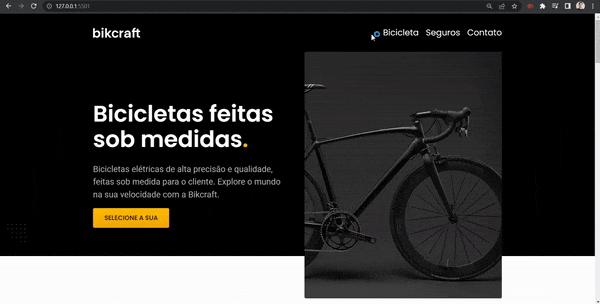 127.0.0.1:5501
bikcraft
Bicicleta Seguros Contato
Bicicletas feitas
sob medidas.
Bicicletas elétricas de alta precisão e qualidade,
feitas sob medida para o cliente. Explore o mundo
na sua velocidade com a Bikcraft.
SELECIONE A SUA